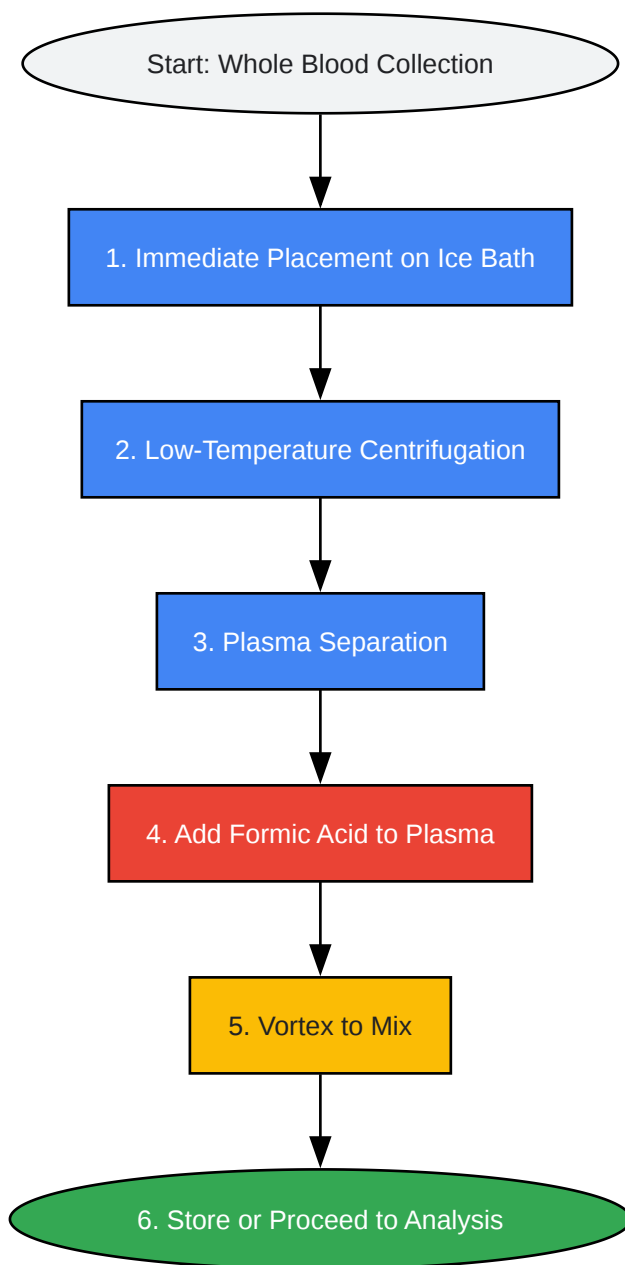 Start: Whole Blood Collection
1. Immediate Placement on Ice Bath
2. Low-Temperature Centrifugation
3. Plasma Separation
4. Add Formic Acid to Plasma
5. Vortex to Mix
6. Store or Proceed to Analysis